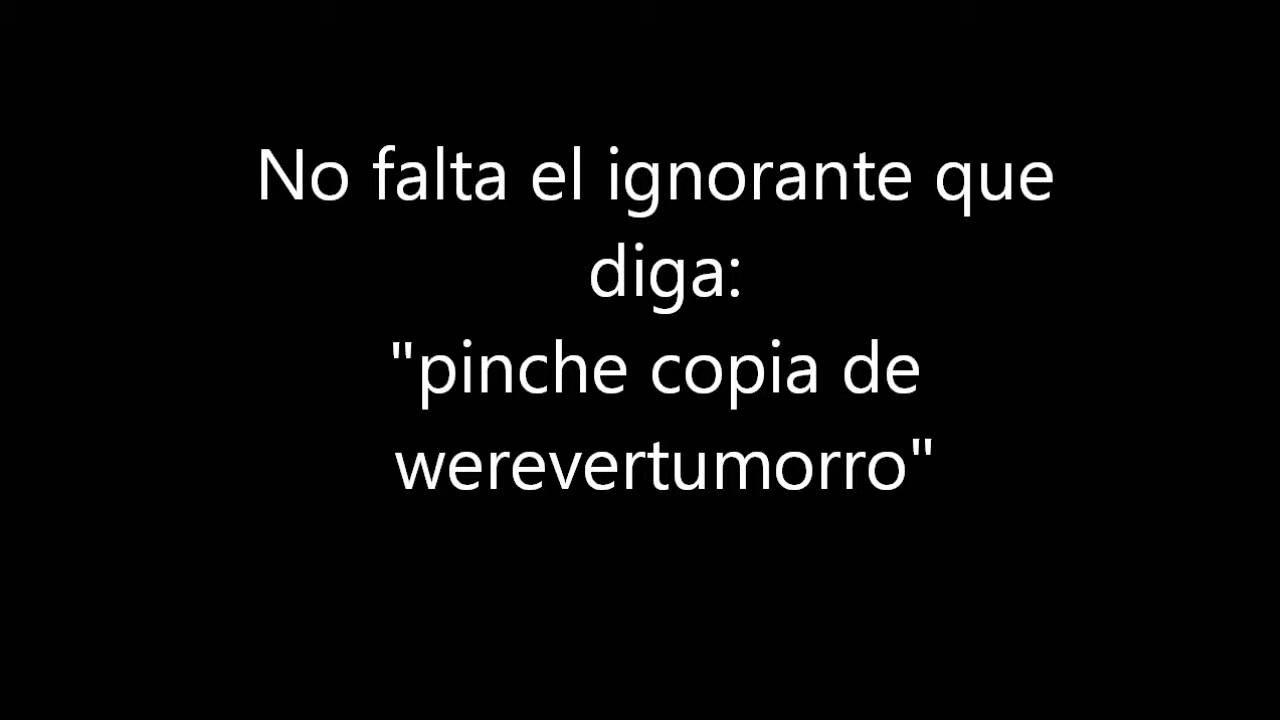 No falta el ignorante que
diga:
"pinche copia de
werevertumorro"